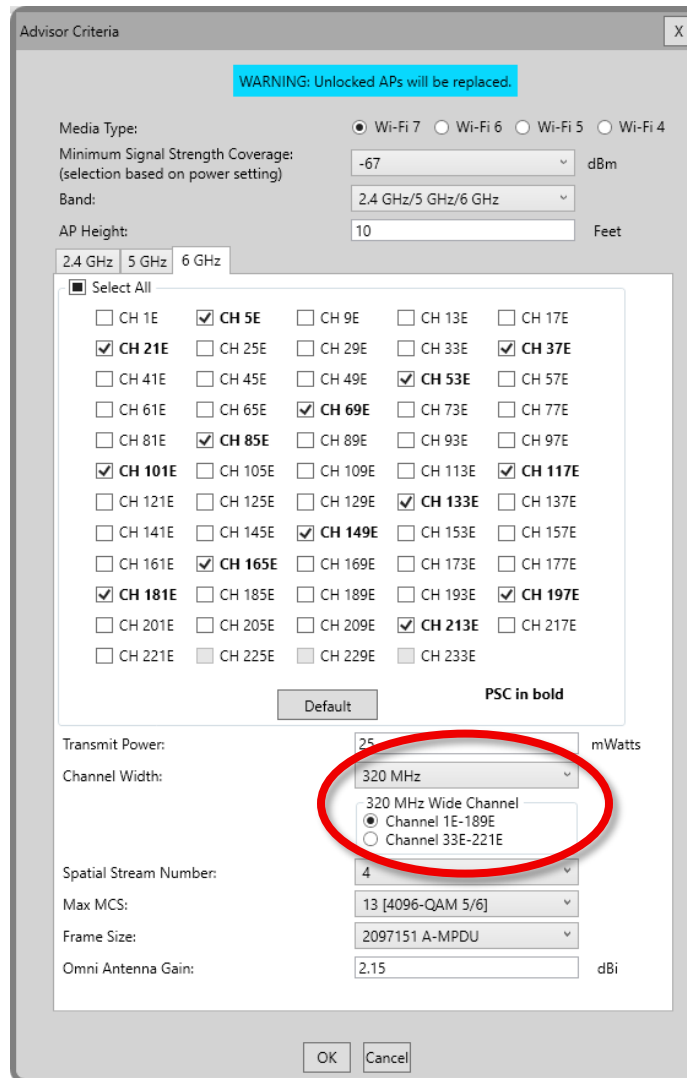 Advisor Criteria X
WARNING: Unlocked APs will be replaced.
Media Type: Wi-Fi 7 Wi-Fi 6 Wi-Fi 5 Wi-Fi 4
Minimum Signal Strength Coverage:
(selection based on power setting) -67 dBm
Band: 2.4 GHz/5 GHz/6 GHz
AP Height: 10 Feet
2.4 GHz 5 GHz 6 GHz
Select All
CH 1E CH 5E CH 9E CH 13E CH 17E
CH 21E CH 25E CH 29E CH 33E CH 37E
CH 41E CH 45E CH 49E CH 53E CH 57E
CH 61E CH 65E CH 69E CH 73E CH 77E
CH 81E CH 85E CH 89E CH 93E CH 97E
CH 101E CH 105E CH 109E CH 113E CH 117E
CH 121E CH 125E CH 129E CH 133E CH 137E
CH 141E CH 145E CH 149E CH 153E CH 157E
CH 161E CH 165E CH 169E CH 173E CH 177E
CH 181E CH 185E CH 189E CH 193E CH 197E
CH 201E CH 205E CH 209E CH 213E CH 217E
CH 221E CH 225E CH 229E CH 233E
Default PSC in bold
Transmit Power: 25 mWatts
Channel Width: 320 MHz
320 MHz Wide Channel
Channel 1E-189E
Channel 33E-221E
Spatial Stream Number: 4
Max MCS: 13 [4096-QAM 5/6]
Frame Size: 2097151 A-MPDU
Omni Antenna Gain: 2.15 dBi
OK Cancel